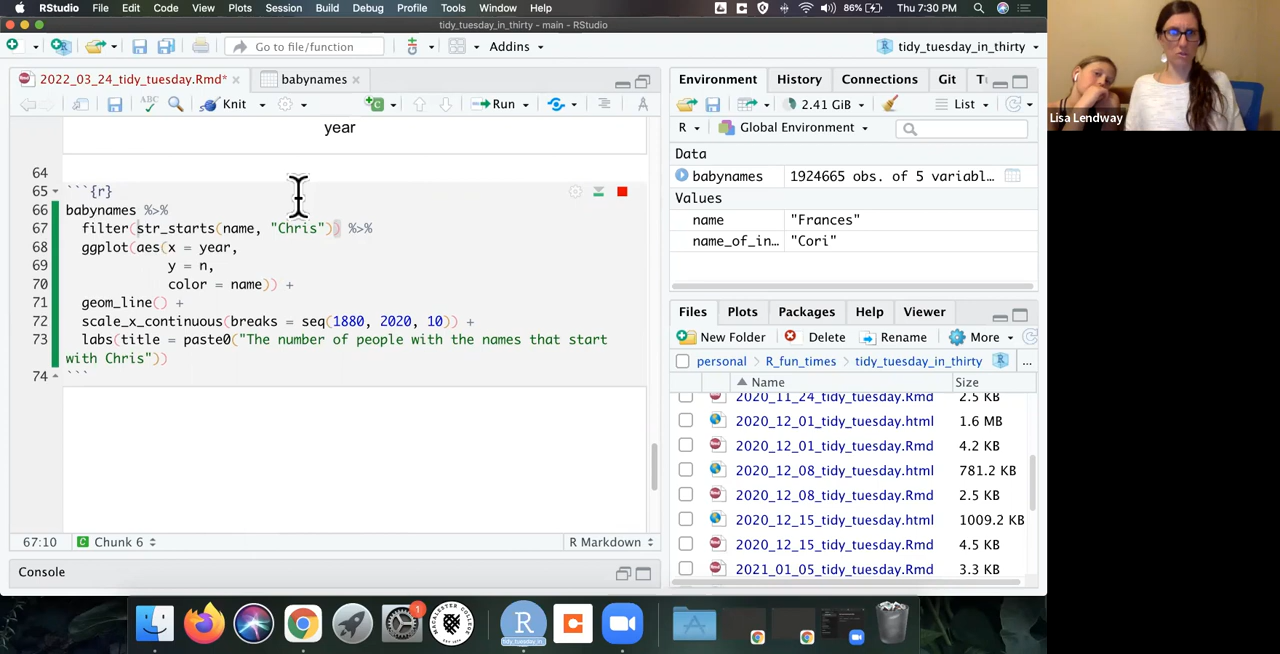 RStudio File Edit Code View Plots Session Build Debug Profile Tools Window Help 86% Thu 7:30 PM
tidy_tuesday_in_thirty - main - RStudio
Go to file/function Addins tidy_tuesday_in_thirty
2022_03_24_tidy_tuesday.Rmd* babynames
Knit Run
year
64
65 ```{r}
66 babynames %>%
67 filter(str_starts(name, "Chris")) %>%
68 ggplot(aes(x = year,
69 y = n,
70 color = name)) +
71 geom_line() +
72 scale_x_continuous(breaks = seq(1880, 2020, 10)) +
73 labs(title = paste0("The number of people with the names that start
with Chris"))
74 ```
67:10 Chunk 6 R Markdown
Console
Environment History Connections Git
2.41 GiB List
R Global Environment
Data
babynames 1924665 obs. of 5 variabl…
Values
name "Frances"
name_of_in… "Cori"
Files Plots Packages Help Viewer
New Folder Delete Rename More
personal R_fun_times tidy_tuesday_in_thirty ...
Name Size
2020_11_24_tidy_tuesday.Rmd 2.5 KB
2020_12_01_tidy_tuesday.html 1.6 MB
2020_12_01_tidy_tuesday.Rmd 4.2 KB
2020_12_08_tidy_tuesday.html 781.2 KB
2020_12_08_tidy_tuesday.Rmd 2.5 KB
2020_12_15_tidy_tuesday.html 1009.2 KB
2020_12_15_tidy_tuesday.Rmd 4.5 KB
2021_01_05_tidy_tuesday.Rmd 3.3 KB
Lisa Lendway
1